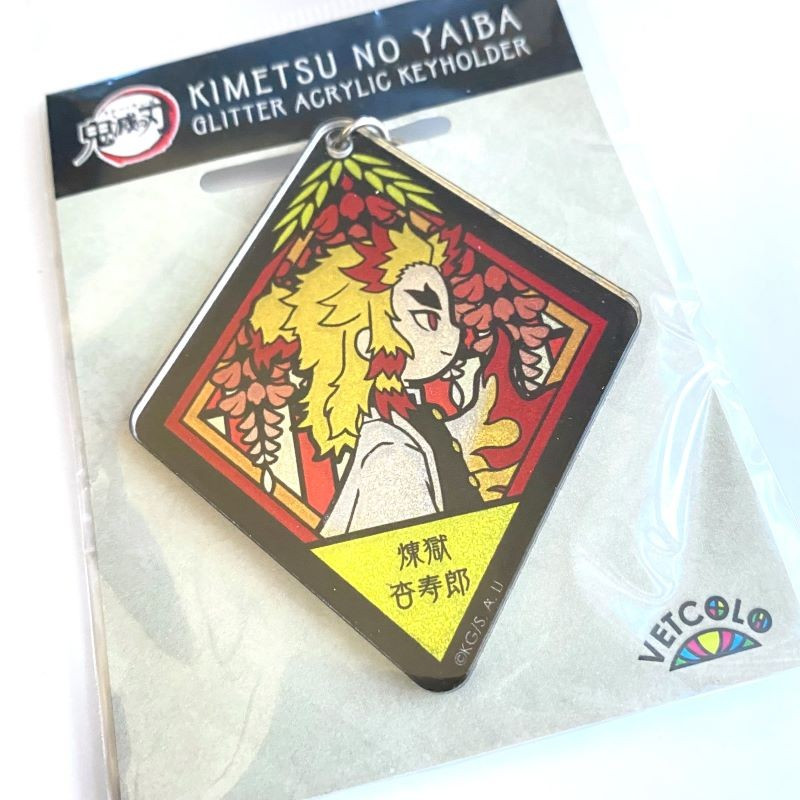 KIMETSU NO YAIBA
GLITTER ACRYLIC KEYHOLDER
鬼滅の刃
煉獄
杏寿郎
©KG/S, A, U
VETCOLO